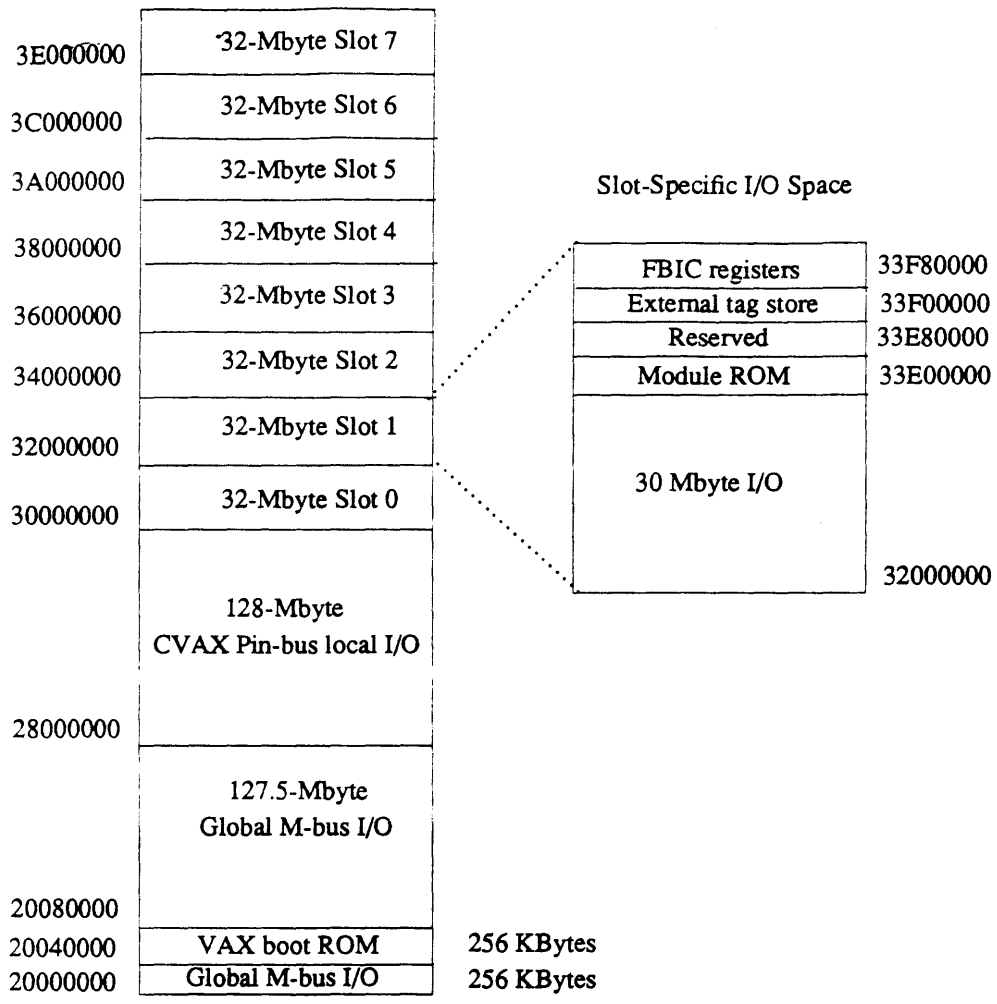 32-Mbyte Slot 7
3E000000
32-Mbyte Slot 6
3C000000
32-Mbyte Slot 5
3A000000
32-Mbyte Slot 4
38000000
32-Mbyte Slot 3
36000000
32-Mbyte Slot 2
34000000
32-Mbyte Slot 1
32000000
32-Mbyte Slot 0
30000000
128-Mbyte
CVAX Pin-bus local I/O
28000000
127.5-Mbyte
Global M-bus I/O
20080000
VAX boot ROM
20040000
256 KBytes
Global M-bus I/O
20000000
256 KBytes
Slot-Specific I/O Space
FBIC registers
33F80000
External tag store
33F00000
Reserved
33E80000
Module ROM
33E00000
30 Mbyte I/O
32000000